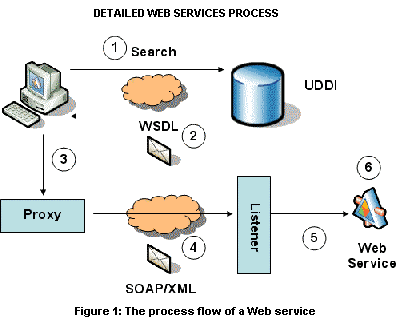 DETAILED WEB SERVICES PROCESS
1 Search
UDDI
WSDL 2
3
6
Proxy
Listener
4
5
Web
Service
SOAP/XML
Figure 1: The process flow of a Web service